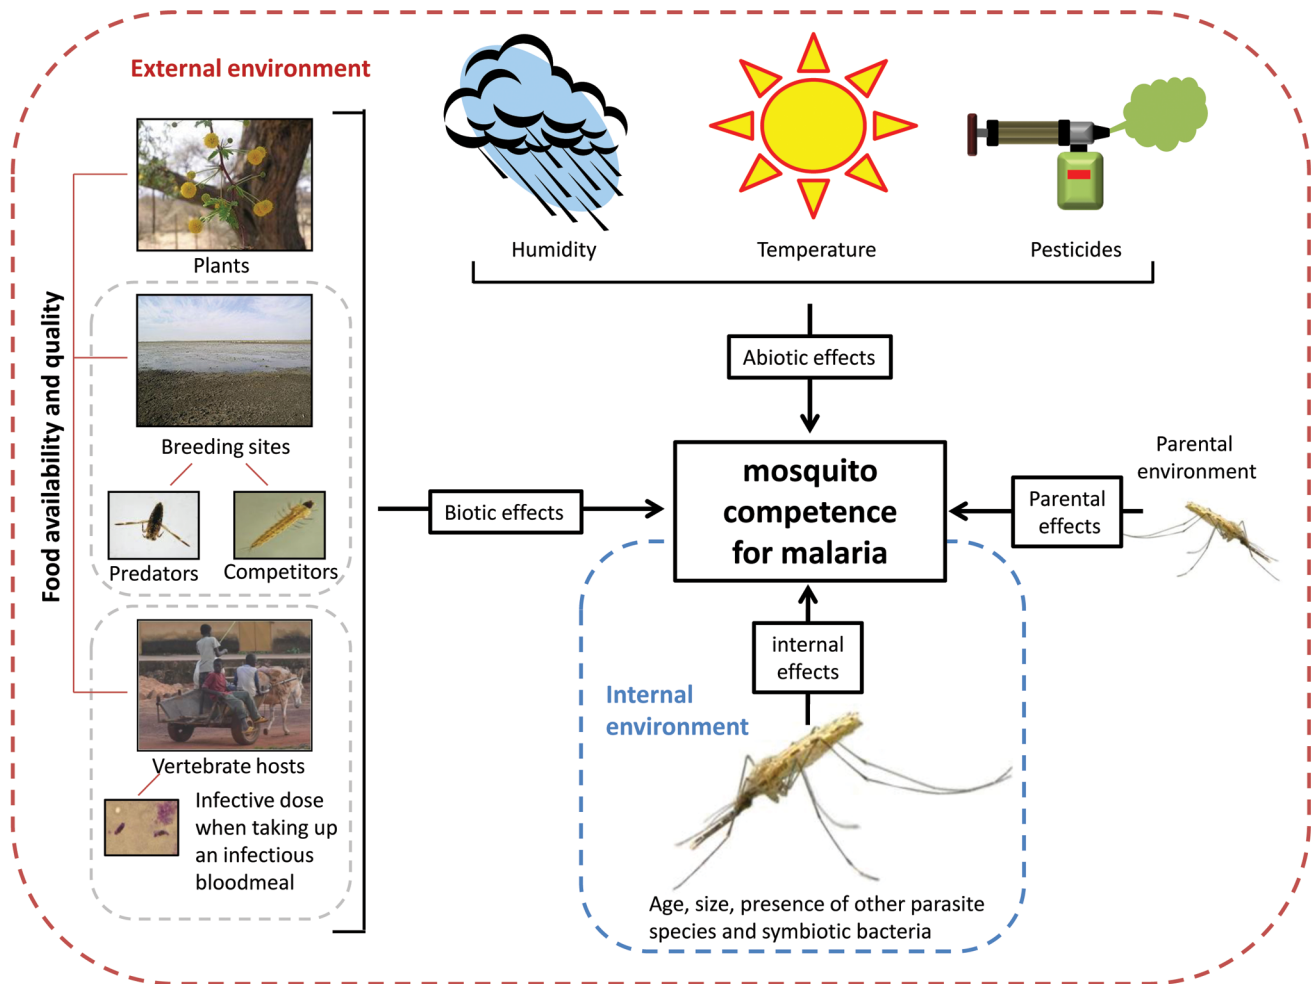 External environment
Humidity
Temperature
Pesticides
Plants
Food availability and quality
Breeding sites
Predators
Competitors
Vertebrate hosts
Infective dose
when taking up
an infectious
bloodmeal
Abiotic effects
Biotic effects
mosquito
competence
for malaria
Parental
environment
Parental
effects
internal
effects
Internal
environment
Age, size, presence of other parasite
species and symbiotic bacteria